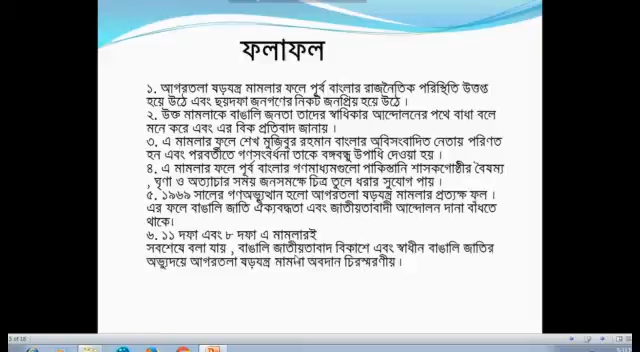 ফলাফল
১. আগরতলা ষড়যন্ত্র মামলার ফলে পূর্ব বাংলার রাজনৈতিক পরিস্থিতি উত্তপ্ত
হয়ে উঠে এবং ছয়দফা জনগণের নিকট জনপ্রিয় হয়ে উঠে ।
২. উক্ত মামলাকে বাঙালি জনতা তাদের স্বাধিকার আন্দোলনের পথে বাধা বলে
মনে করে এবং এর বিক প্রতিবাদ জানায় ।
৩. এ মামলার ফলে শেখ মুজিবুর রহমান বাংলার অবিসংবাদিত নেতায় পরিণত
হন এবং পরবর্তীতে গণসংবর্ধনা তাকে বঙ্গবন্ধু উপাধি দেওয়া হয় ।
৪. এ মামলার ফলে পূর্ব বাংলার গণমাধ্যমগুলো পাকিস্তানি শাসকগোষ্ঠীর বৈষম্য
, ঘৃণা ও অত্যাচার সময় জনসমক্ষে চিত্র তুলে ধরার সুযোগ পায় ।
৫. ১৯৬৯ সালের গণঅভ্যুত্থান হলো আগরতলা ষড়যন্ত্র মামলার প্রত্যক্ষ ফল ।
এর ফলে বাঙালি জাতি ঐক্যবদ্ধতা এবং জাতীয়তাবাদী আন্দোলন দানা বাঁধতে
থাকে।
৬. ১১ দফা এবং ৮ দফা এ মামলারই
সবশেষে বলা যায় , বাঙালি জাতীয়তাবাদ বিকাশে এবং স্বাধীন বাঙালি জাতির
অভ্যুদয়ে আগরতলা ষড়যন্ত্র মামলা অবদান চিরস্মরণীয় ।